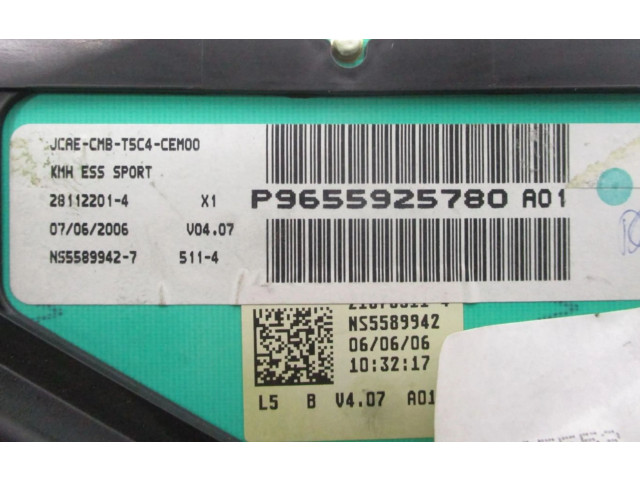 JCAE-CMB-T5C4-CEM00
KMH ESS SPORT
28112201-4 X1
07/06/2006 V04.07
NS5589942-7 511-4
P9655925780 A01
NS5589942
06/06/06
10:32:17
L5 B V4.07 A01